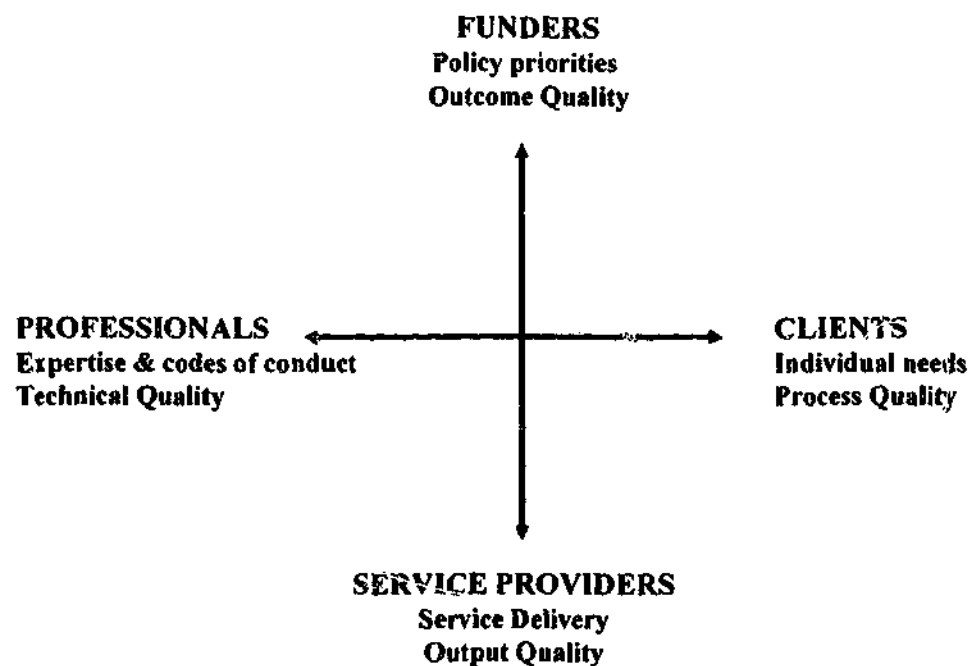 FUNDERS
Policy priorities
Outcome Quality
PROFESSIONALS
Expertise & codes of conduct
Technical Quality
CLIENTS
Individual needs
Process Quality
SERVICE PROVIDERS
Service Delivery
Output Quality